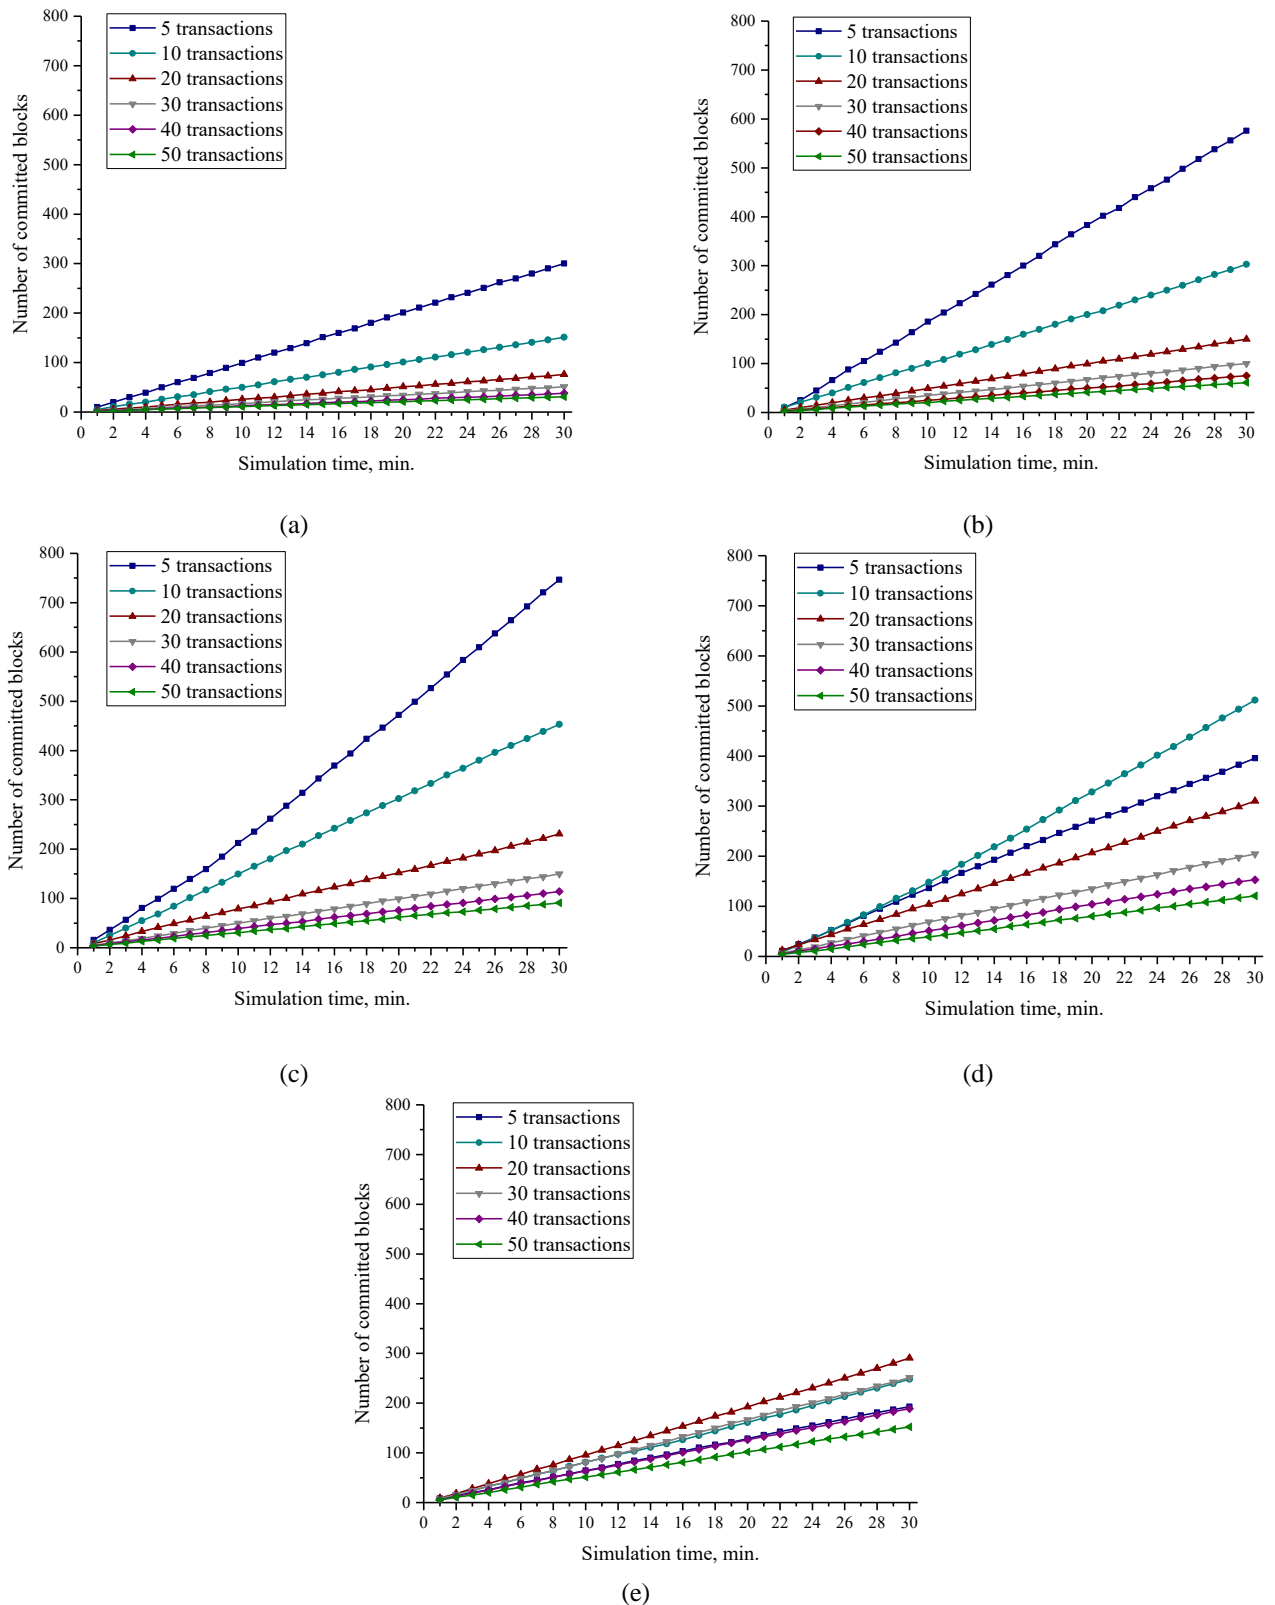 800
700
600
500
400
300
200
100
0
Number of committed blocks
5 transactions
10 transactions
20 transactions
30 transactions
40 transactions
50 transactions
0 2 4 6 8 10 12 14 16 18 20 22 24 26 28 30
Simulation time, min.
(a)
800
700
600
500
400
300
200
100
0
Number of committed blocks
5 transactions
10 transactions
20 transactions
30 transactions
40 transactions
50 transactions
0 2 4 6 8 10 12 14 16 18 20 22 24 26 28 30
Simulation time, min.
(b)
800
700
600
500
400
300
200
100
0
Number of committed blocks
5 transactions
10 transactions
20 transactions
30 transactions
40 transactions
50 transactions
0 2 4 6 8 10 12 14 16 18 20 22 24 26 28 30
Simulation time, min.
(c)
800
700
600
500
400
300
200
100
0
Number of committed blocks
5 transactions
10 transactions
20 transactions
30 transactions
40 transactions
50 transactions
0 2 4 6 8 10 12 14 16 18 20 22 24 26 28 30
Simulation time, min.
(d)
800
700
600
500
400
300
200
100
0
Number of committed blocks
5 transactions
10 transactions
20 transactions
30 transactions
40 transactions
50 transactions
0 2 4 6 8 10 12 14 16 18 20 22 24 26 28 30
Simulation time, min.
(e)